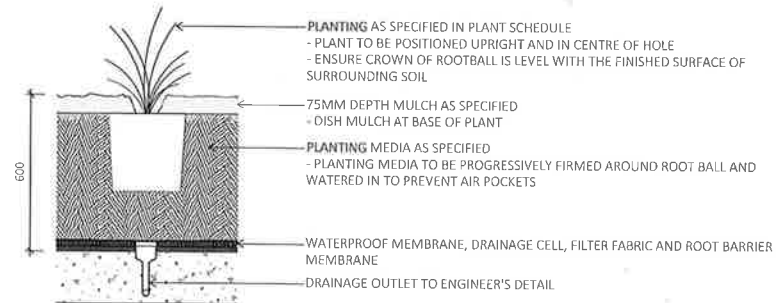 PLANTING AS SPECIFIED IN PLANT SCHEDULE
- PLANT TO BE POSITIONED UPRIGHT AND IN CENTRE OF HOLE
- ENSURE CROWN OF ROOTBALL IS LEVEL WITH THE FINISHED SURFACE OF
SURROUNDING SOIL
75MM DEPTH MULCH AS SPECIFIED
- DISH MULCH AT BASE OF PLANT
PLANTING MEDIA AS SPECIFIED
- PLANTING MEDIA TO BE PROGRESSIVELY FIRMED AROUND ROOT BALL AND
WATERED IN TO PREVENT AIR POCKETS
600
WATERPROOF MEMBRANE, DRAINAGE CELL, FILTER FABRIC AND ROOT BARRIER
MEMBRANE
DRAINAGE OUTLET TO ENGINEER'S DETAIL